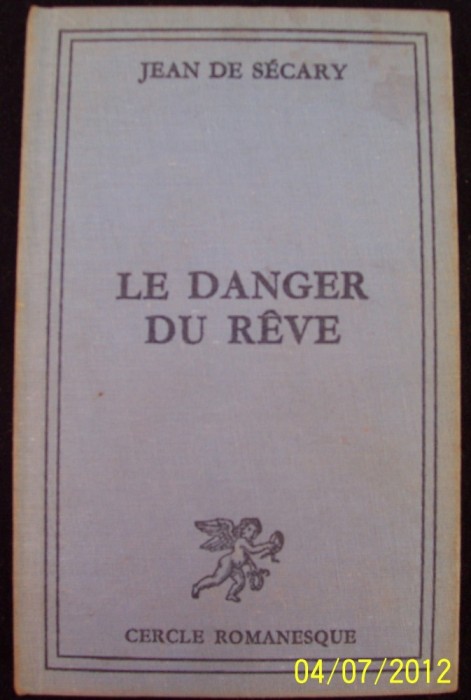 JEAN DE SÉCARY
LE DANGER
DU RÊVE
CERCLE ROMANESQUE
04/07/2012